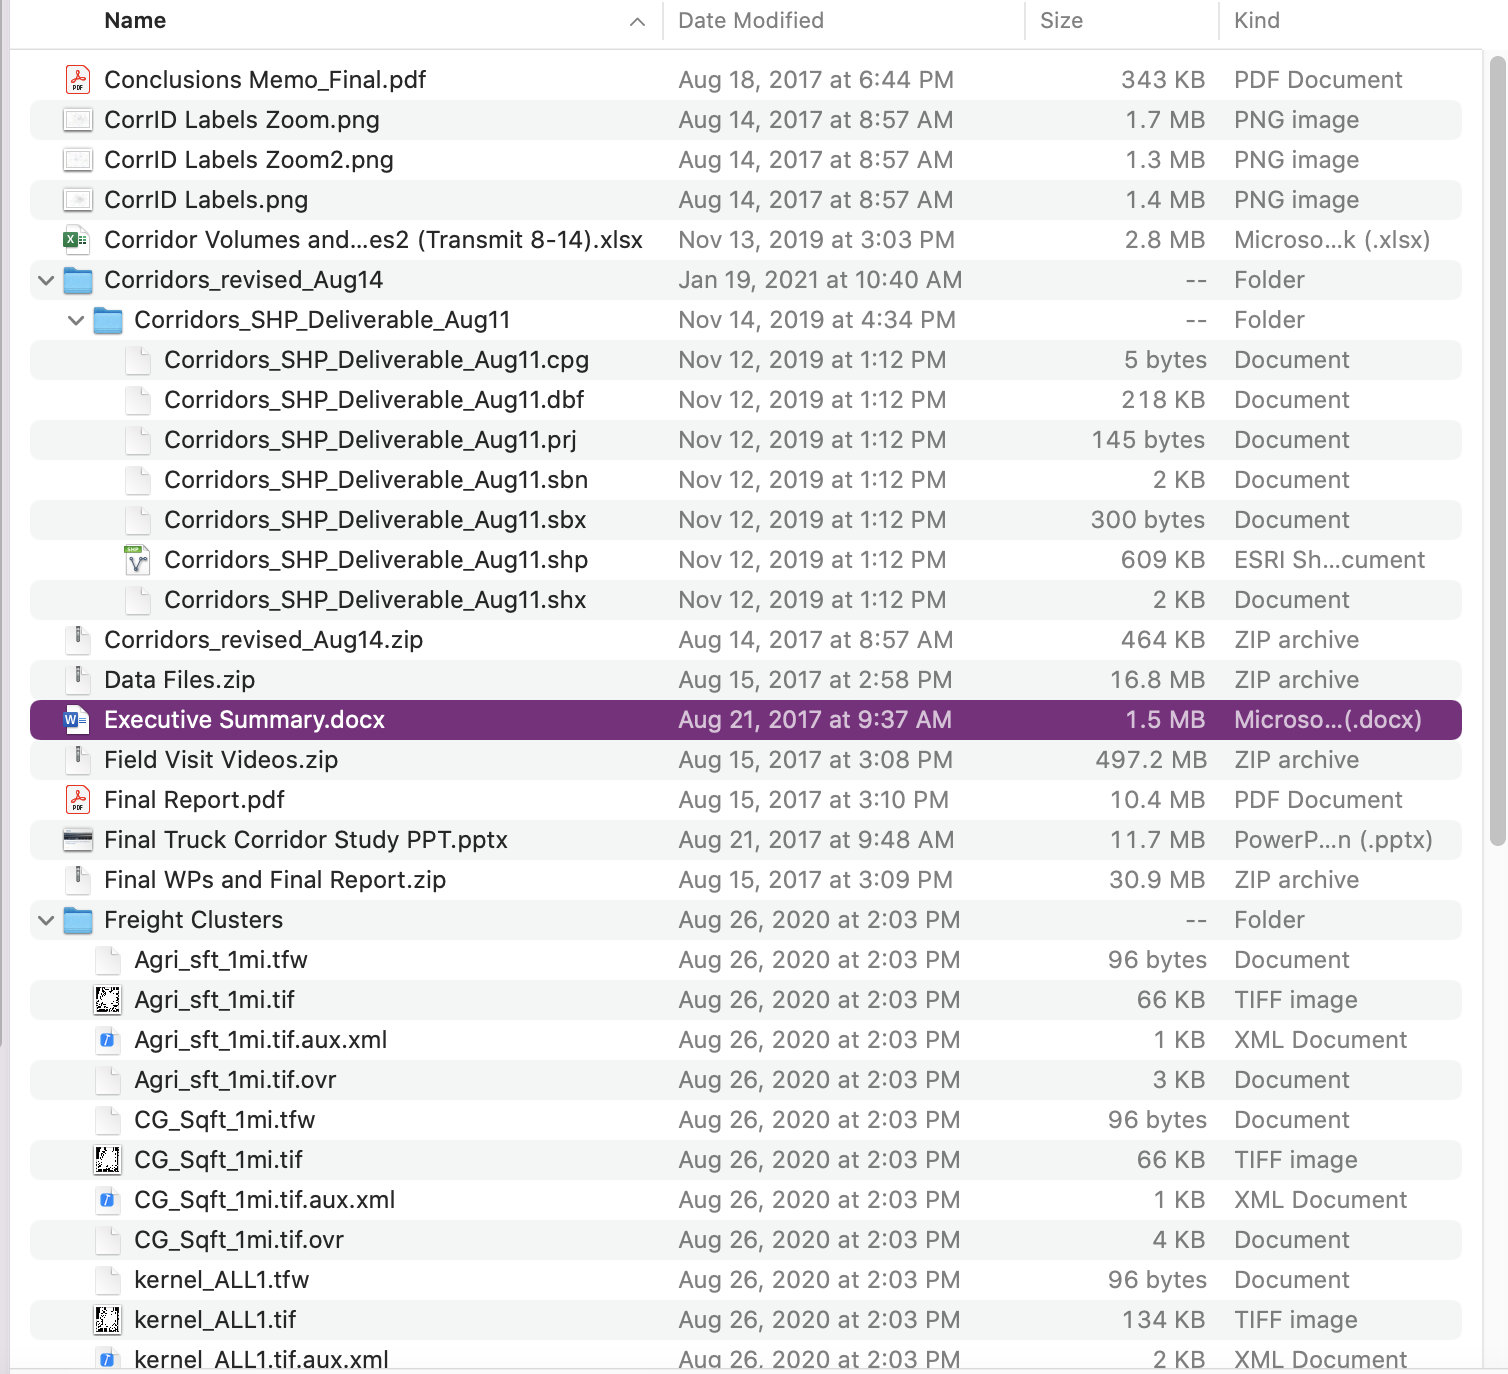 Name Date Modified Size Kind
Conclusions Memo_Final.pdf Aug 18, 2017 at 6:44 PM 343 KB PDF Document
CorrID Labels Zoom.png Aug 14, 2017 at 8:57 AM 1.7 MB PNG image
CorrID Labels Zoom2.png Aug 14, 2017 at 8:57 AM 1.3 MB PNG image
CorrID Labels.png Aug 14, 2017 at 8:57 AM 1.4 MB PNG image
Corridor Volumes and...es2 (Transmit 8-14).xlsx Nov 13, 2019 at 3:03 PM 2.8 MB Microso...k (.xlsx)
Corridors_revised_Aug14 Jan 19, 2021 at 10:40 AM -- Folder
Corridors_SHP_Deliverable_Aug11 Nov 14, 2019 at 4:34 PM -- Folder
Corridors_SHP_Deliverable_Aug11.cpg Nov 12, 2019 at 1:12 PM 5 bytes Document
Corridors_SHP_Deliverable_Aug11.dbf Nov 12, 2019 at 1:12 PM 218 KB Document
Corridors_SHP_Deliverable_Aug11.prj Nov 12, 2019 at 1:12 PM 145 bytes Document
Corridors_SHP_Deliverable_Aug11.sbn Nov 12, 2019 at 1:12 PM 2 KB Document
Corridors_SHP_Deliverable_Aug11.sbx Nov 12, 2019 at 1:12 PM 300 bytes Document
Corridors_SHP_Deliverable_Aug11.shp Nov 12, 2019 at 1:12 PM 609 KB ESRI Sh...cument
Corridors_SHP_Deliverable_Aug11.shx Nov 12, 2019 at 1:12 PM 2 KB Document
Corridors_revised_Aug14.zip Aug 14, 2017 at 8:57 AM 464 KB ZIP archive
Data Files.zip Aug 15, 2017 at 2:58 PM 16.8 MB ZIP archive
Executive Summary.docx Aug 21, 2017 at 9:37 AM 1.5 MB Microso...(.docx)
Field Visit Videos.zip Aug 15, 2017 at 3:08 PM 497.2 MB ZIP archive
Final Report.pdf Aug 15, 2017 at 3:10 PM 10.4 MB PDF Document
Final Truck Corridor Study PPT.pptx Aug 21, 2017 at 9:48 AM 11.7 MB PowerP...n (.pptx)
Final WPs and Final Report.zip Aug 15, 2017 at 3:09 PM 30.9 MB ZIP archive
Freight Clusters Aug 26, 2020 at 2:03 PM -- Folder
Agri_sft_1mi.tfw Aug 26, 2020 at 2:03 PM 96 bytes Document
Agri_sft_1mi.tif Aug 26, 2020 at 2:03 PM 66 KB TIFF image
Agri_sft_1mi.tif.aux.xml Aug 26, 2020 at 2:03 PM 1 KB XML Document
Agri_sft_1mi.tif.ovr Aug 26, 2020 at 2:03 PM 3 KB Document
CG_Sqft_1mi.tfw Aug 26, 2020 at 2:03 PM 96 bytes Document
CG_Sqft_1mi.tif Aug 26, 2020 at 2:03 PM 66 KB TIFF image
CG_Sqft_1mi.tif.aux.xml Aug 26, 2020 at 2:03 PM 1 KB XML Document
CG_Sqft_1mi.tif.ovr Aug 26, 2020 at 2:03 PM 4 KB Document
kernel_ALL1.tfw Aug 26, 2020 at 2:03 PM 96 bytes Document
kernel_ALL1.tif Aug 26, 2020 at 2:03 PM 134 KB TIFF image
kernel_ALL1.tif.aux.xml Aug 26, 2020 at 2:03 PM 2 KB XML Document